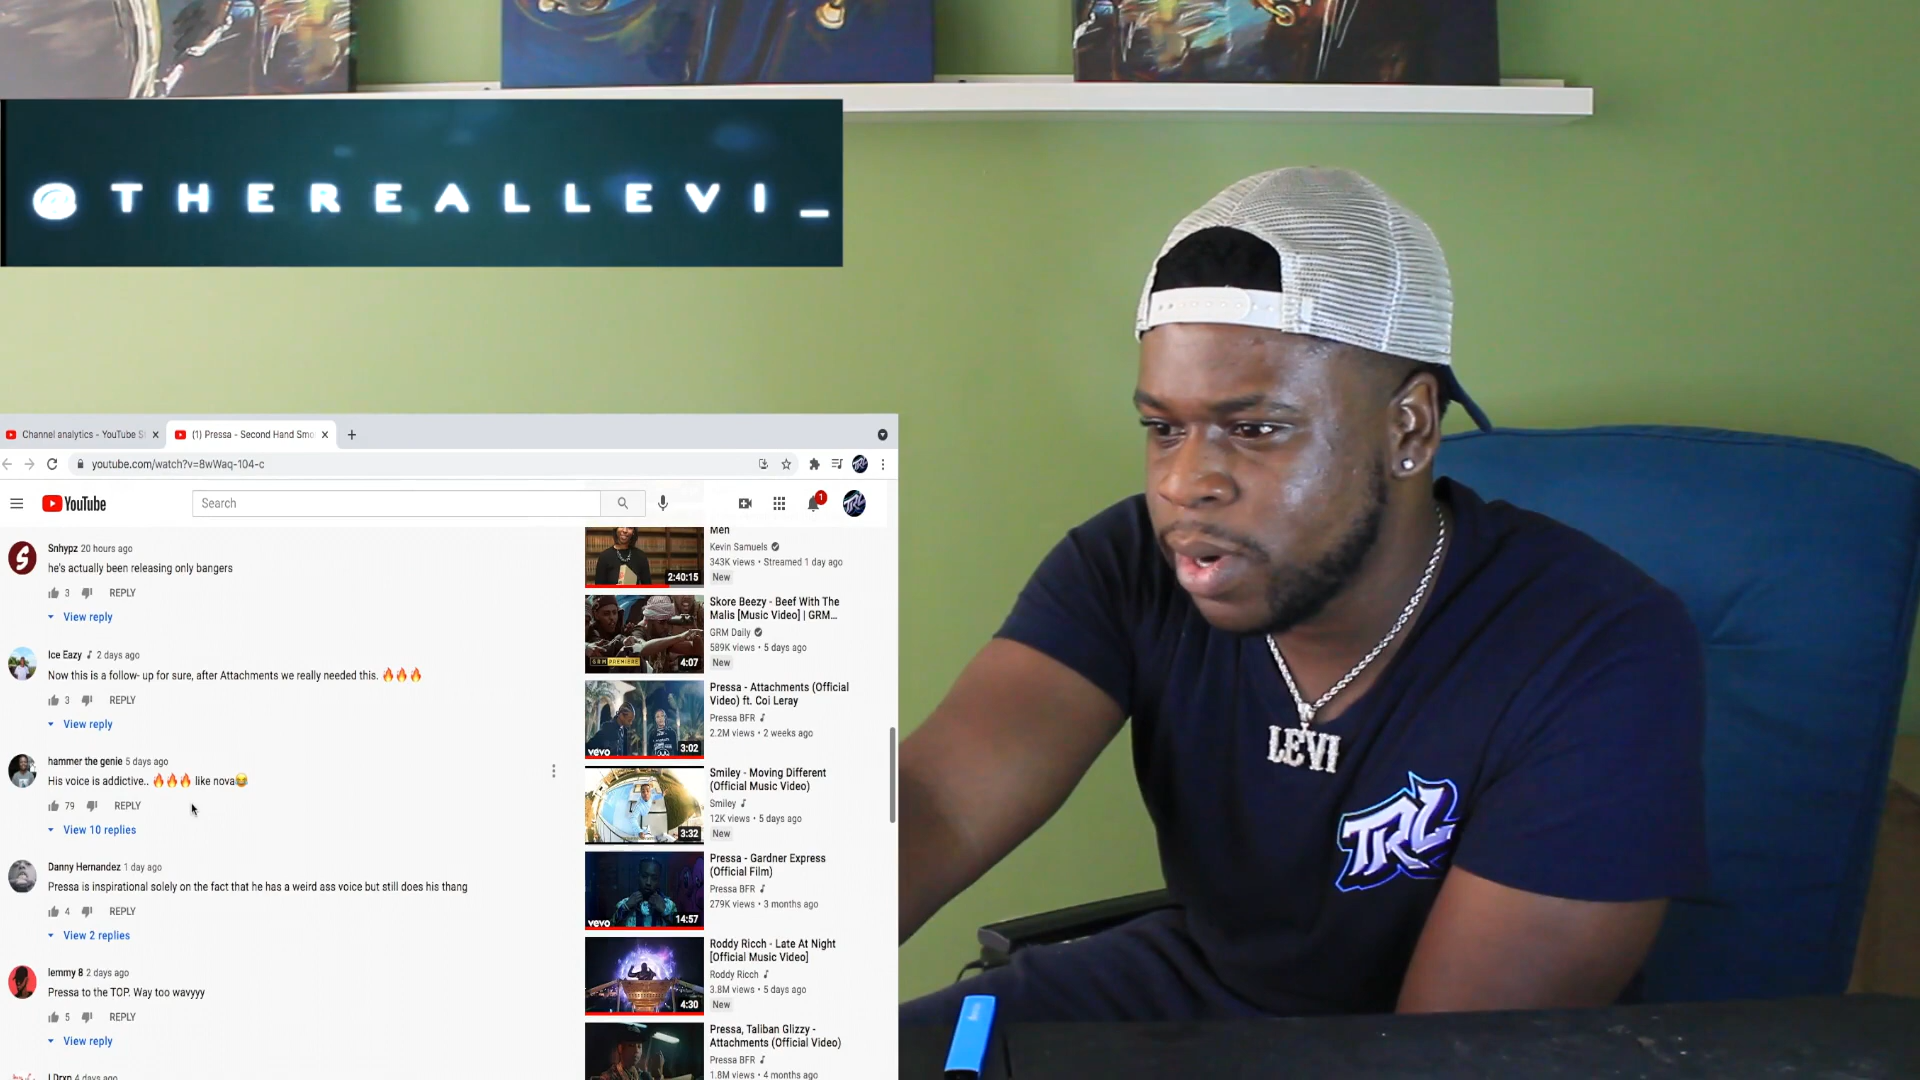 @THEREALLEVI_
Channel analytics - YouTube S
(1) Pressa - Second Hand Smo
youtube.com/watch?v=8wWaq-104-c
YouTube
Search
1
Snhypz 20 hours ago
he's actually been releasing only bangers
3 REPLY
View reply
Ice Eazy ♪ 2 days ago
Now this is a follow- up for sure, after Attachments we really needed this. 🔥🔥🔥
3 REPLY
View reply
hammer the genie 5 days ago
His voice is addictive.. 🔥🔥🔥 like nova😂
79 REPLY
View 10 replies
Danny Hernandez 1 day ago
Pressa is inspirational solely on the fact that he has a weird ass voice but still does his thang
4 REPLY
View 2 replies
lemmy 8 2 days ago
Pressa to the TOP. Way too wavyyy
5 REPLY
View reply
4 days ago
Men
Kevin Samuels
343K views • Streamed 1 day ago
New
2:40:15
Skore Beezy - Beef With The
Malis [Music Video] | GRM...
GRM Daily
589K views • 5 days ago
New
GRM PREMIERE
4:07
Pressa - Attachments (Official
Video) ft. Coi Leray
Pressa BFR ♪
2.2M views • 2 weeks ago
vevo
3:02
Smiley - Moving Different
(Official Music Video)
Smiley ♪
12K views • 5 days ago
New
3:32
Pressa - Gardner Express
(Official Film)
Pressa BFR ♪
279K views • 3 months ago
vevo
14:57
Roddy Ricch - Late At Night
[Official Music Video]
Roddy Ricch ♪
3.8M views • 5 days ago
New
4:30
Pressa, Taliban Glizzy -
Attachments (Official Video)
Pressa BFR ♪
1.8M views • 4 months ago
LEVI
TRL